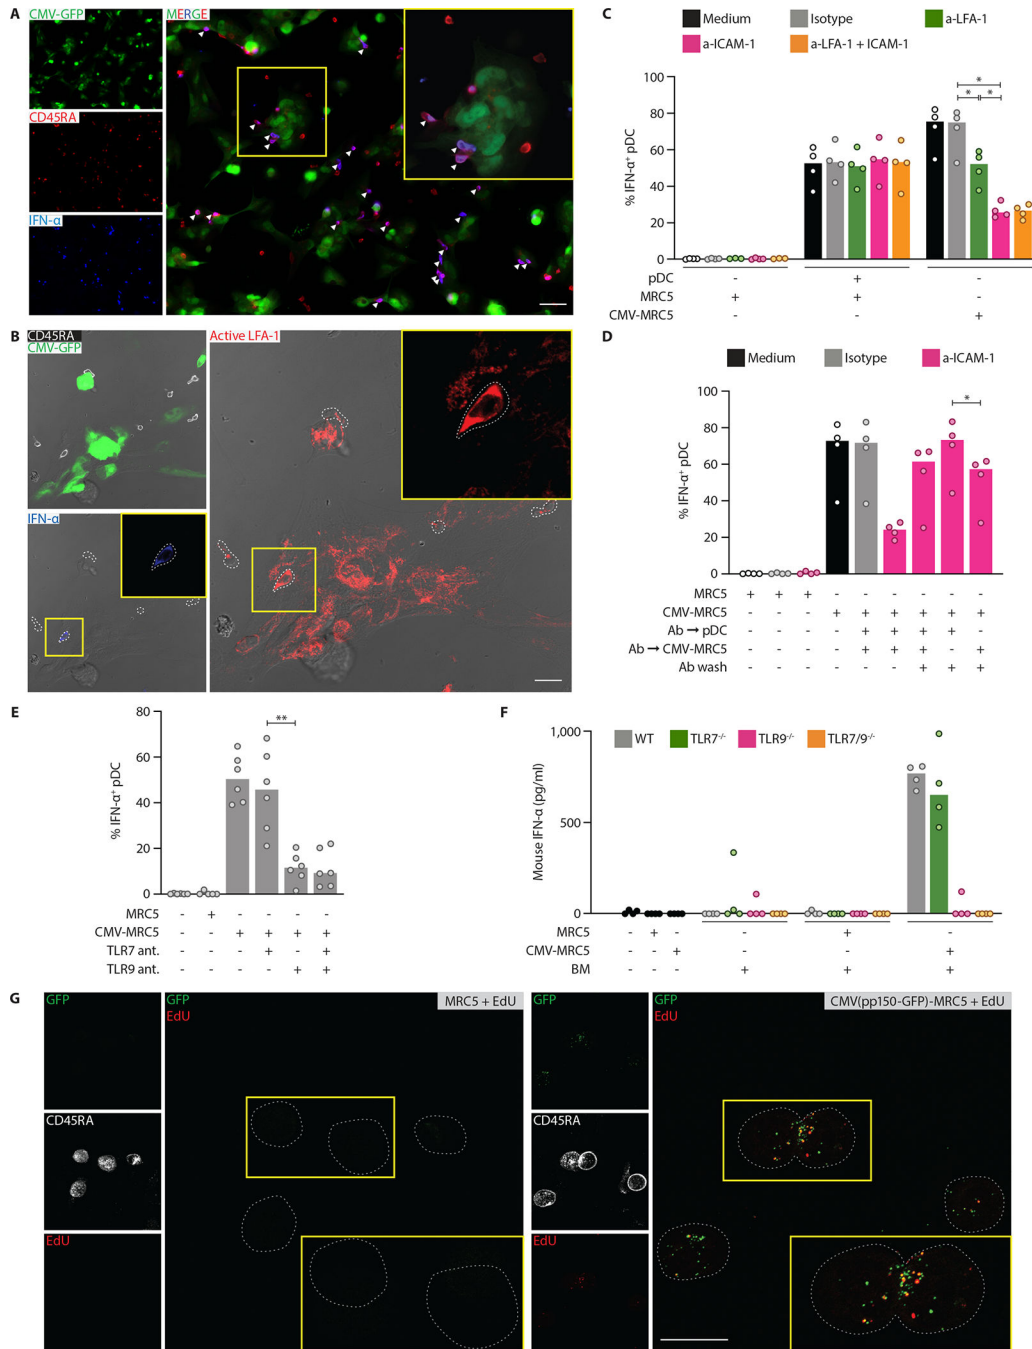 A
CMV-GFP
MERGE
CD45RA
IFN-α
B
CD45RA
CMV-GFP
Active LFA-1
IFN-α
C
Medium
Isotype
a-LFA-1
a-ICAM-1
a-LFA-1 + ICAM-1
% IFN-α⁺ pDC
100
80
60
40
20
0
* * *
pDC - + -
MRC5 + + -
CMV-MRC5 - - +
D
Medium
Isotype
a-ICAM-1
% IFN-α⁺ pDC
100
80
60
40
20
0
*
MRC5 + + + - - - - - -
CMV-MRC5 - - - + + + + + +
Ab → pDC - - - - + + + + -
Ab → CMV-MRC5 - - - - + + + - +
Ab wash - - - - - - + + +
E
% IFN-α⁺ pDC
80
60
40
20
0
**
MRC5 - + - - - -
CMV-MRC5 - - + + + +
TLR7 ant. - - - + - +
TLR9 ant. - - - - + +
F
WT
TLR7⁻/⁻
TLR9⁻/⁻
TLR7/9⁻/⁻
Mouse IFN-α (pg/ml)
1,000
500
0
MRC5 - + - - + -
CMV-MRC5 - - + - - +
BM - - - + + +
G
GFP
GFP
EdU
MRC5 + EdU
CD45RA
EdU
GFP
GFP
EdU
CMV(pp150-GFP)-MRC5 + EdU
CD45RA
EdU